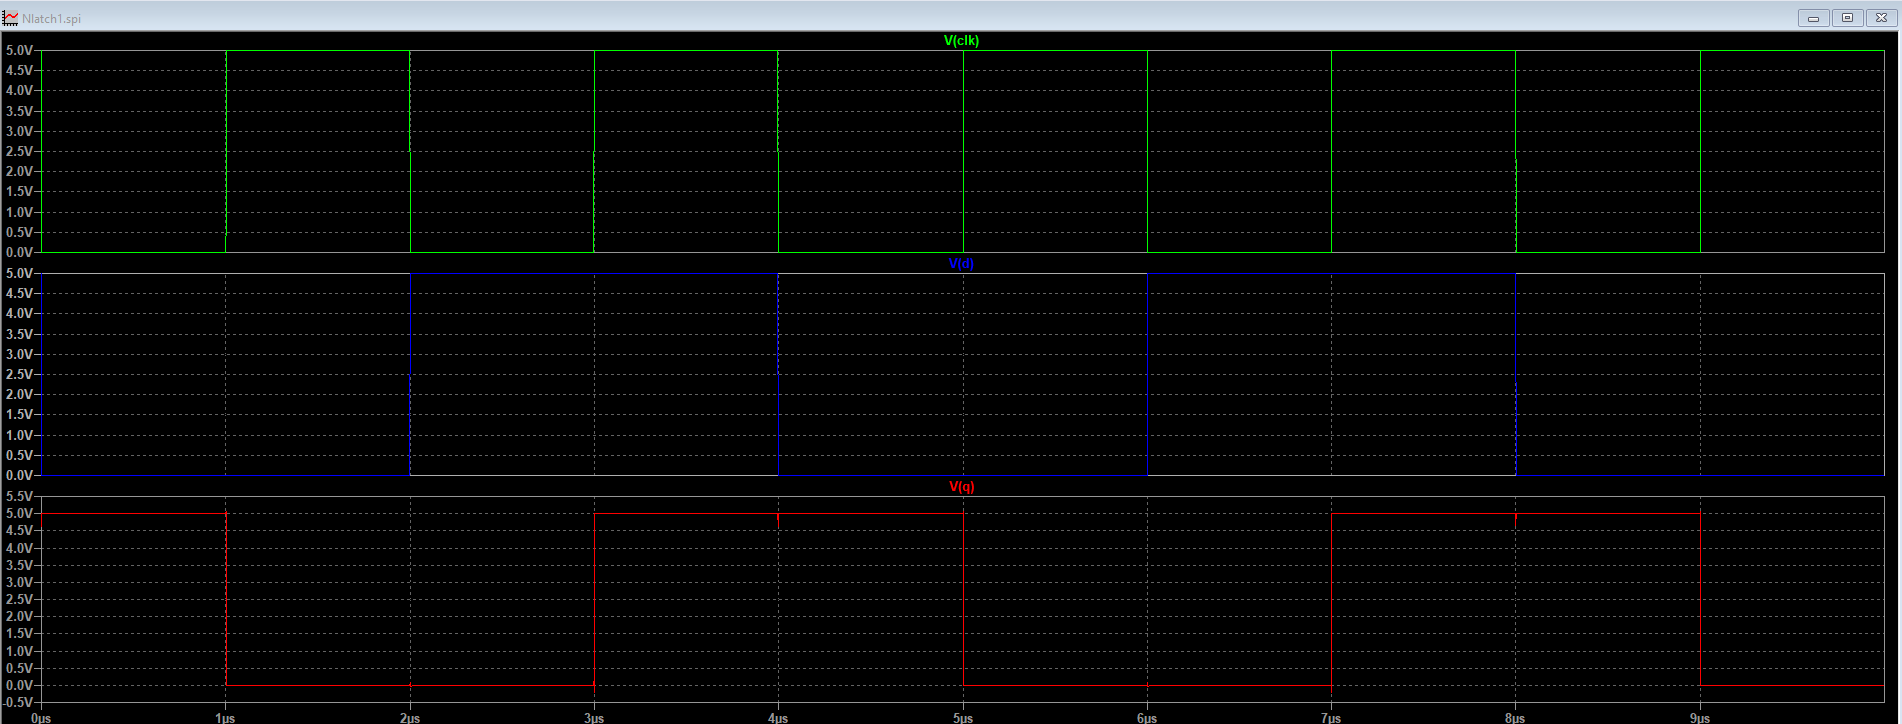 Nlatch1.spi
V(clk)
5.0V
4.5V
4.0V
3.5V
3.0V
2.5V
2.0V
1.5V
1.0V
0.5V
0.0V
V(d)
5.0V
4.5V
4.0V
3.5V
3.0V
2.5V
2.0V
1.5V
1.0V
0.5V
0.0V
V(q)
5.5V
5.0V
4.5V
4.0V
3.5V
3.0V
2.5V
2.0V
1.5V
1.0V
0.5V
0.0V
-0.5V
0µs 1µs 2µs 3µs 4µs 5µs 6µs 7µs 8µs 9µs